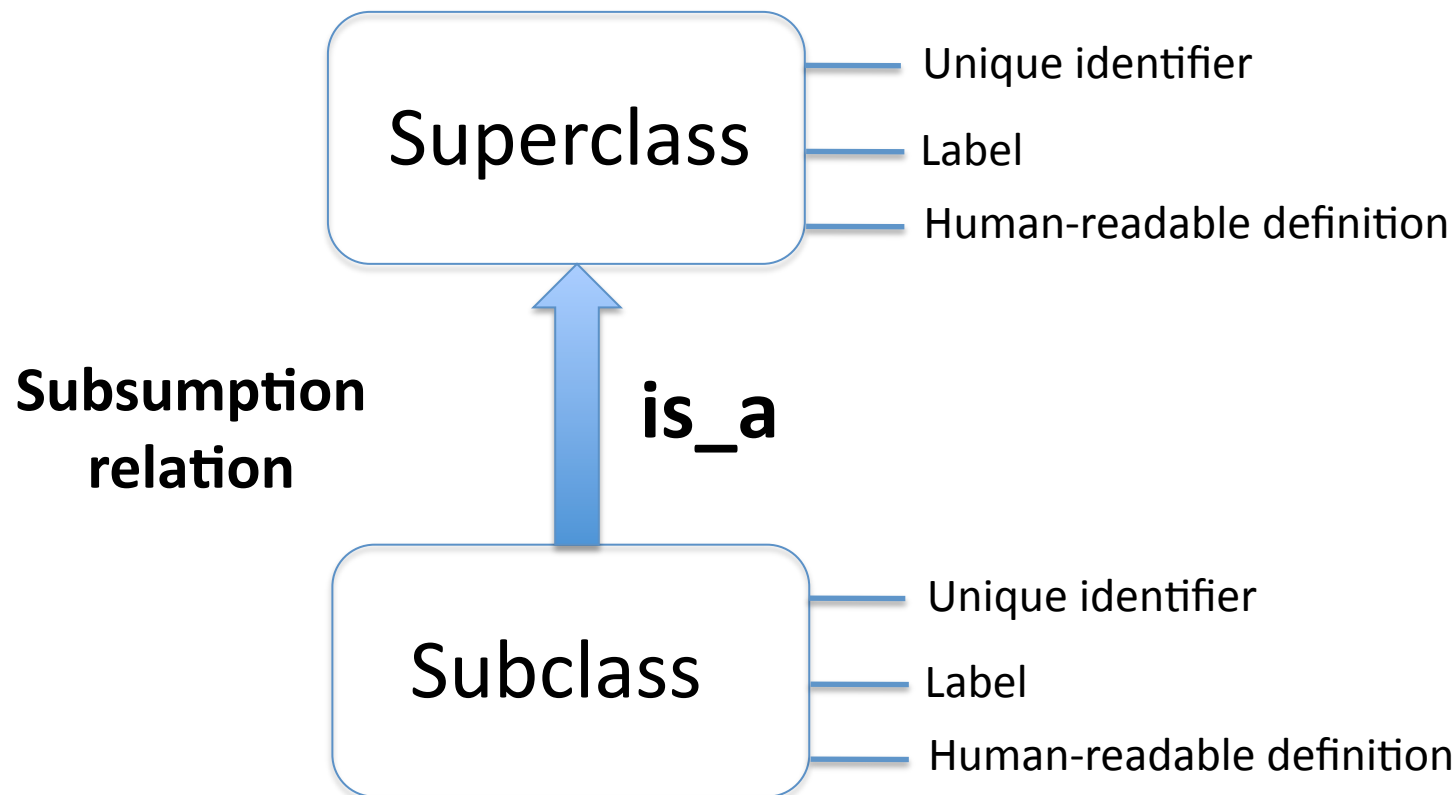 Superclass
Unique identifier
Label
Human-readable definition
Subsumption
relation
is_a
Subclass
Unique identifier
Label
Human-readable definition